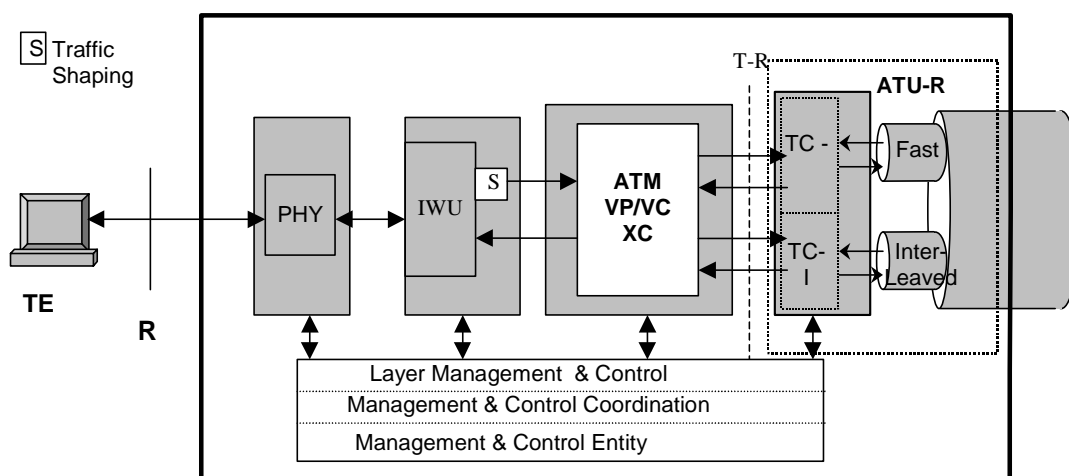 S Traffic
Shaping
T-R
ATU-R
TC -
Fast
PHY
IWU
S
ATM
VP/VC
XC
TC-
I
Inter-
Leaved
TE
R
Layer Management & Control
Management & Control Coordination
Management & Control Entity